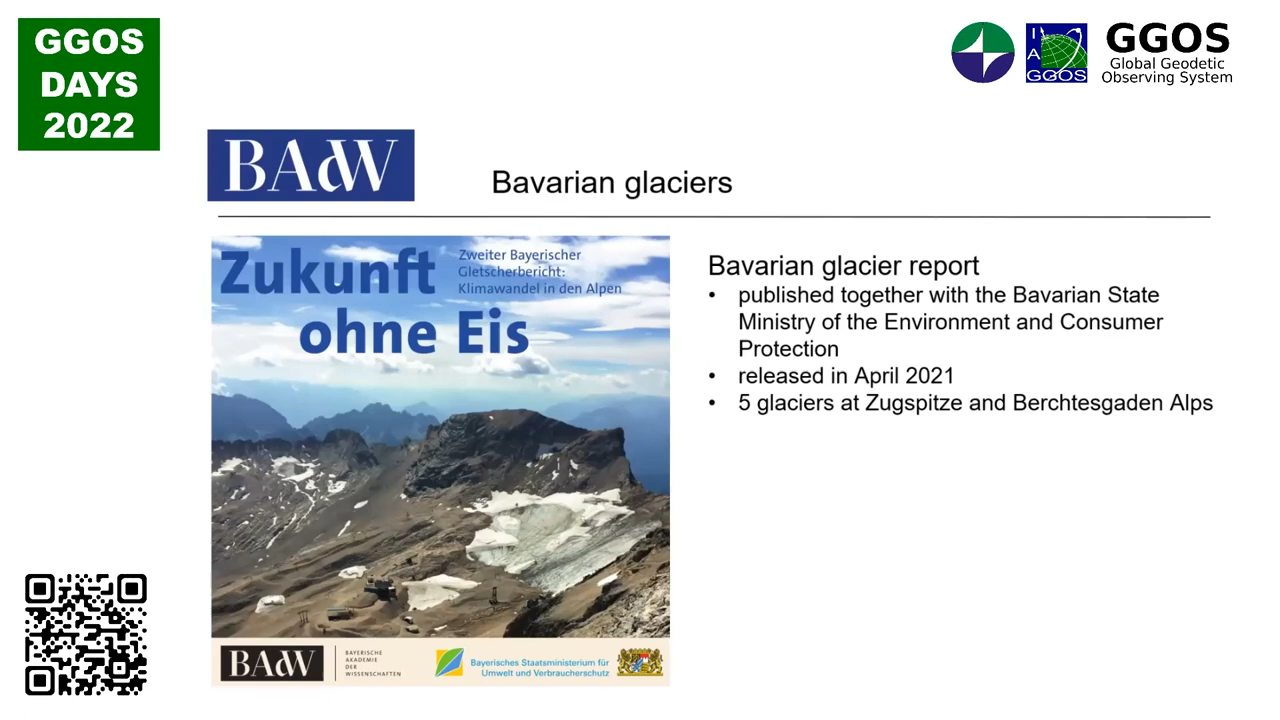 GGOS
DAYS
2022
I
A
G
GGOS
GGOS
Global Geodetic
Observing System
BAdW
Bavarian glaciers
Zukunft
ohne Eis
Zweiter Bayerischer
Gletscherbericht:
Klimawandel in den Alpen
BAdW
BAYERISCHE
AKADEMIE
DER
WISSENSCHAFTEN
Bayerisches Staatsministerium für
Umwelt und Verbraucherschutz
Bavarian glacier report
• published together with the Bavarian State
Ministry of the Environment and Consumer
Protection
• released in April 2021
• 5 glaciers at Zugspitze and Berchtesgaden Alps